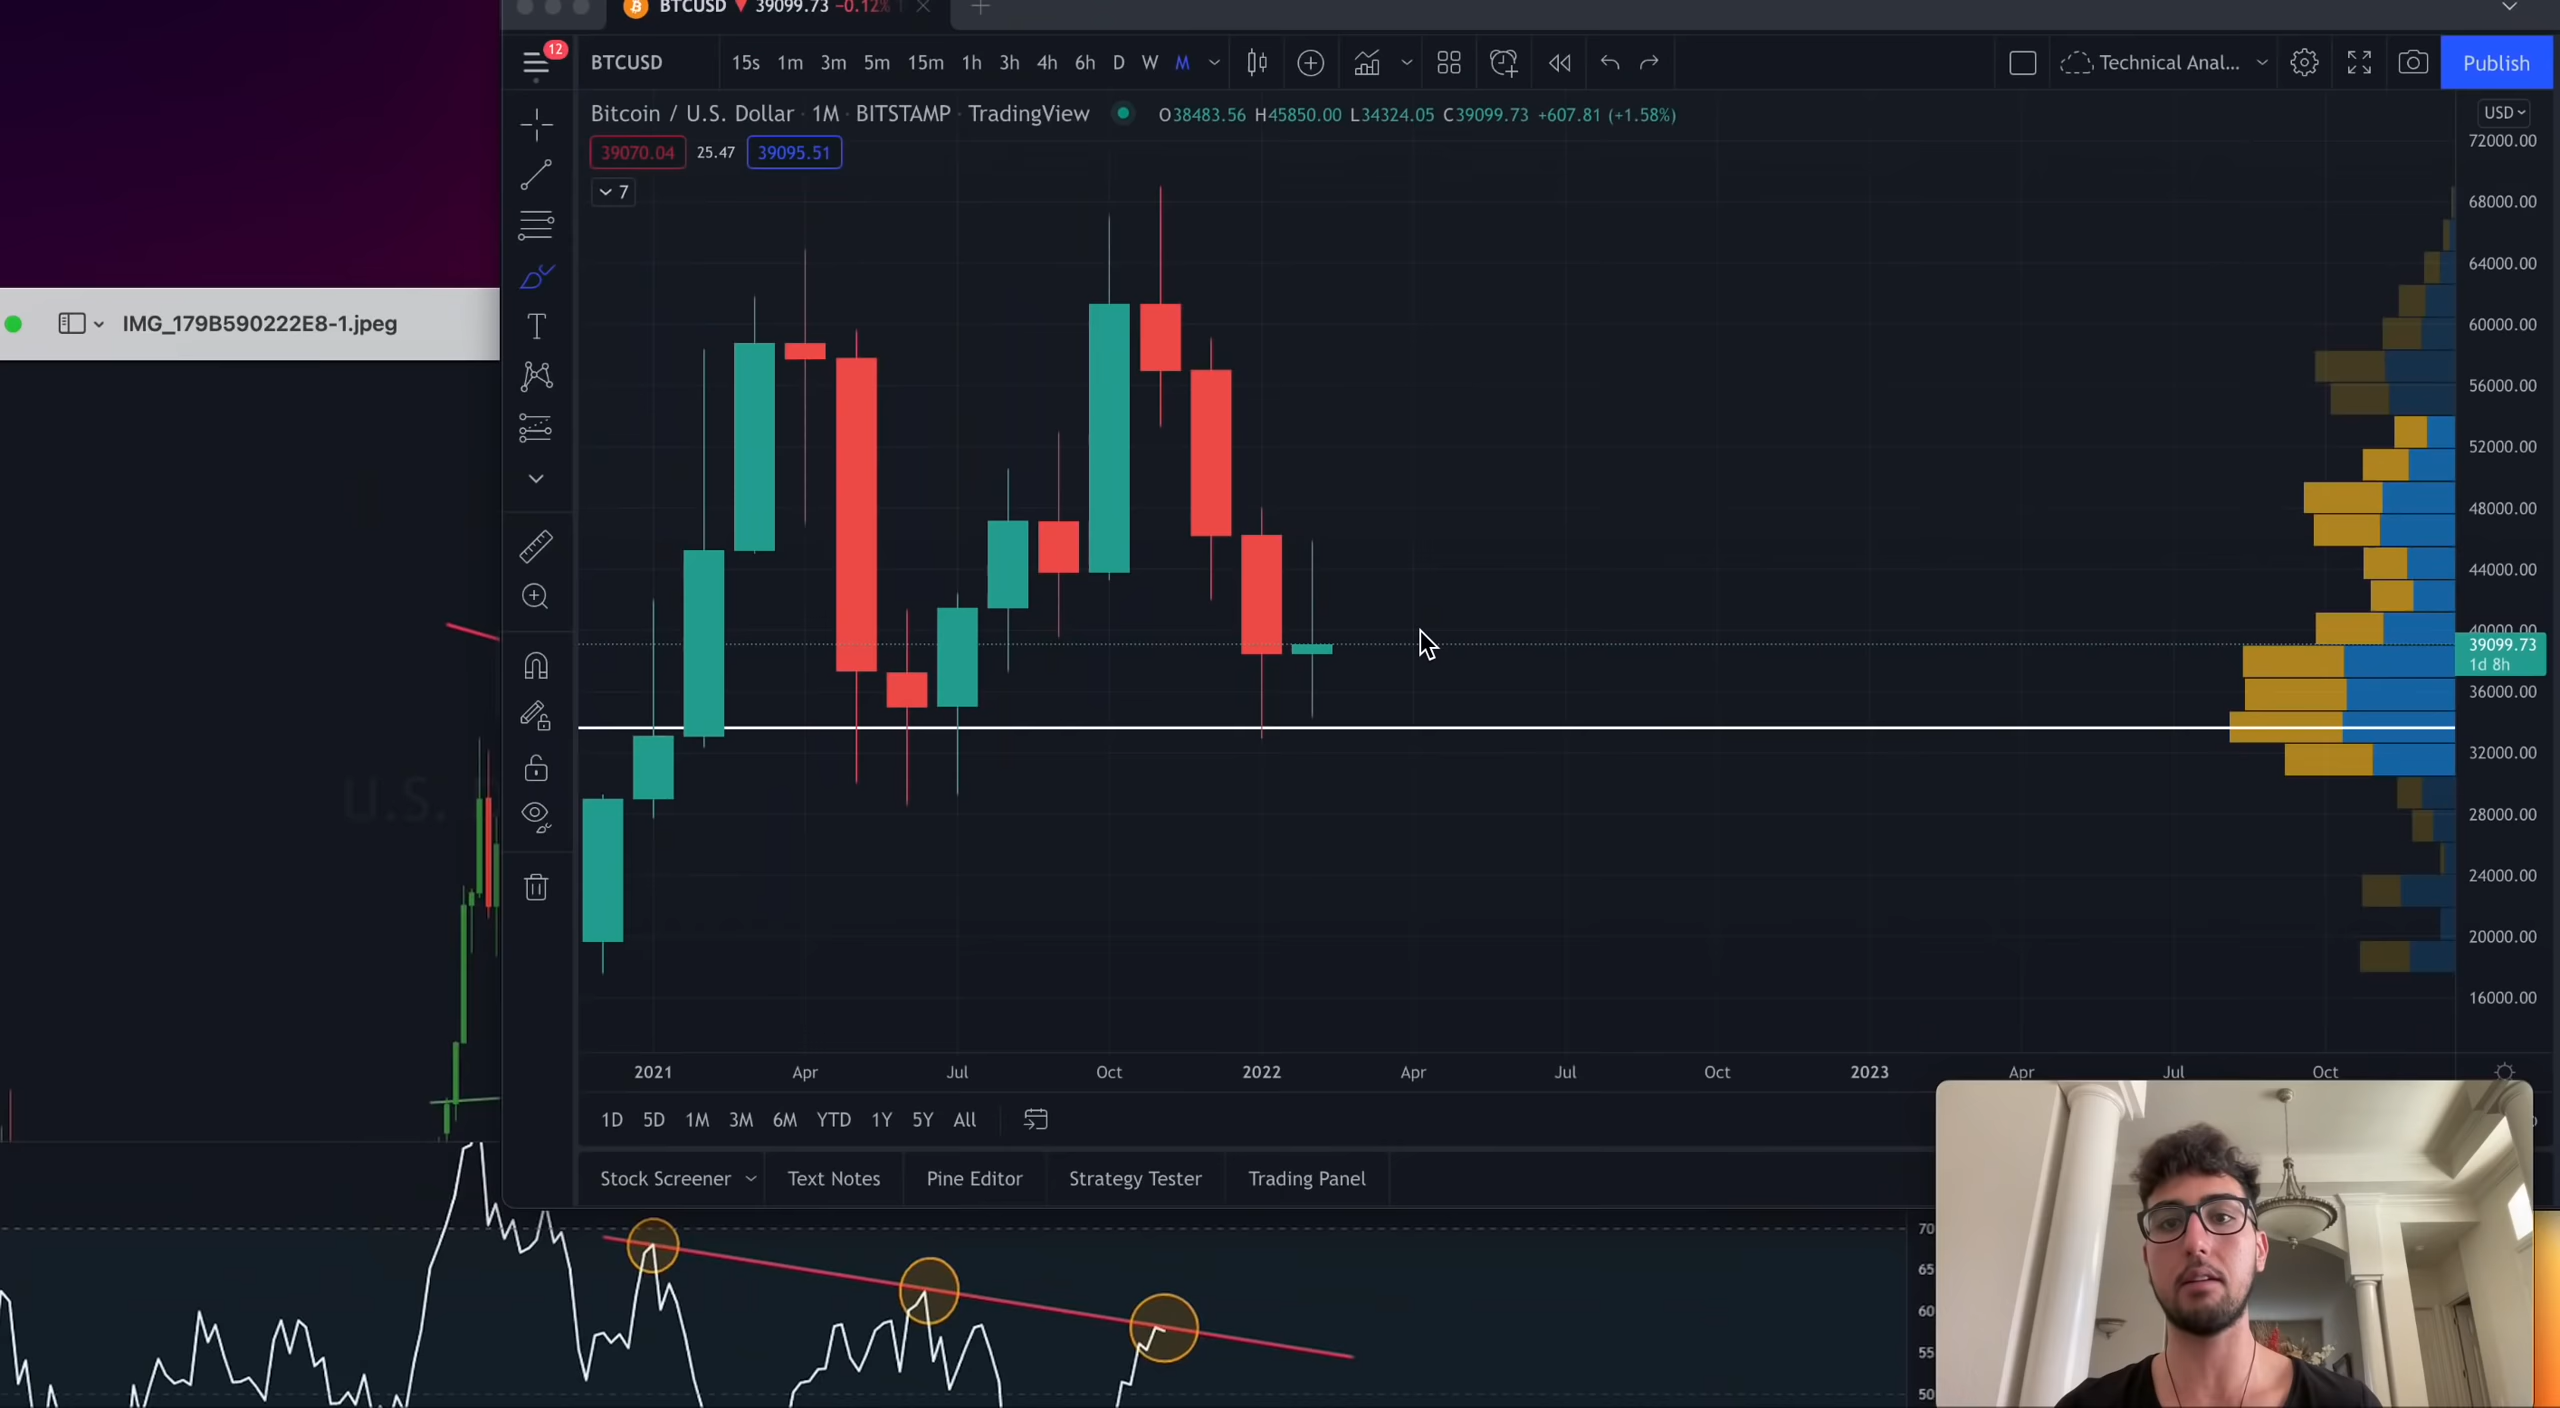 BTCUSD ▼ 39099.73 −0.12%
12
BTCUSD 15s 1m 3m 5m 15m 1h 3h 4h 6h D W M Technical Anal... Publish
Bitcoin / U.S. Dollar · 1M · BITSTAMP · TradingView O38483.56 H45850.00 L34324.05 C39099.73 +607.81 (+1.58%)
USD
39070.04 25.47 39095.51
7
IMG_179B590222E8-1.jpeg
U.S.
72000.00
68000.00
64000.00
60000.00
56000.00
52000.00
48000.00
44000.00
40000.00
39099.73
1d 8h
36000.00
32000.00
28000.00
24000.00
20000.00
16000.00
2021 Apr Jul Oct 2022 Apr Jul Oct 2023 Apr Jul Oct
1D 5D 1M 3M 6M YTD 1Y 5Y All
Stock Screener Text Notes Pine Editor Strategy Tester Trading Panel
70
65
60
55
50